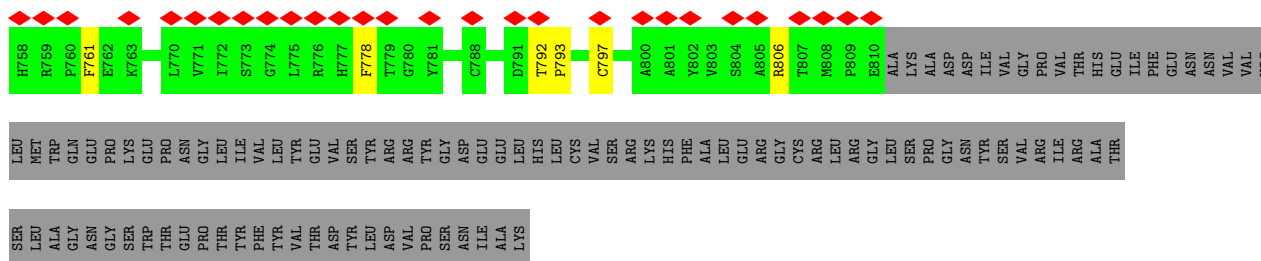 H758 R759 P760 F761 E762 K763 L770 V771 I772 S773 G774 L775 R776 H777 F778 T779 G780 Y781 C788 D791 T792 P793 C797 A800 A801 Y802 V803 S804 A805 R806 T807 M808 P809 E810 ALA LYS ALA ASP ASP ILE VAL GLY PRO VAL THR HIS GLU ILE PHE GLU ASN ASN VAL VAL
LEU MET TRP GLN GLU PRO LYS GLU PRO ASN GLY LEU ILE VAL LEU TYR GLU VAL SER TYR ARG ARG TYR GLY ASP GLU GLU LEU HIS LEU CYS VAL SER ARG LYS HIS PHE ALA LEU GLU ARG GLY CYS ARG LEU ARG GLY LEU SER PRO GLY ASN TYR SER VAL ARG ILE ARG ALA THR
SER LEU ALA GLY ASN GLY SER TRP THR GLU PRO THR TYR PHE TYR VAL THR ASP TYR LEU ASP VAL PRO SER ASN ILE ALA LYS